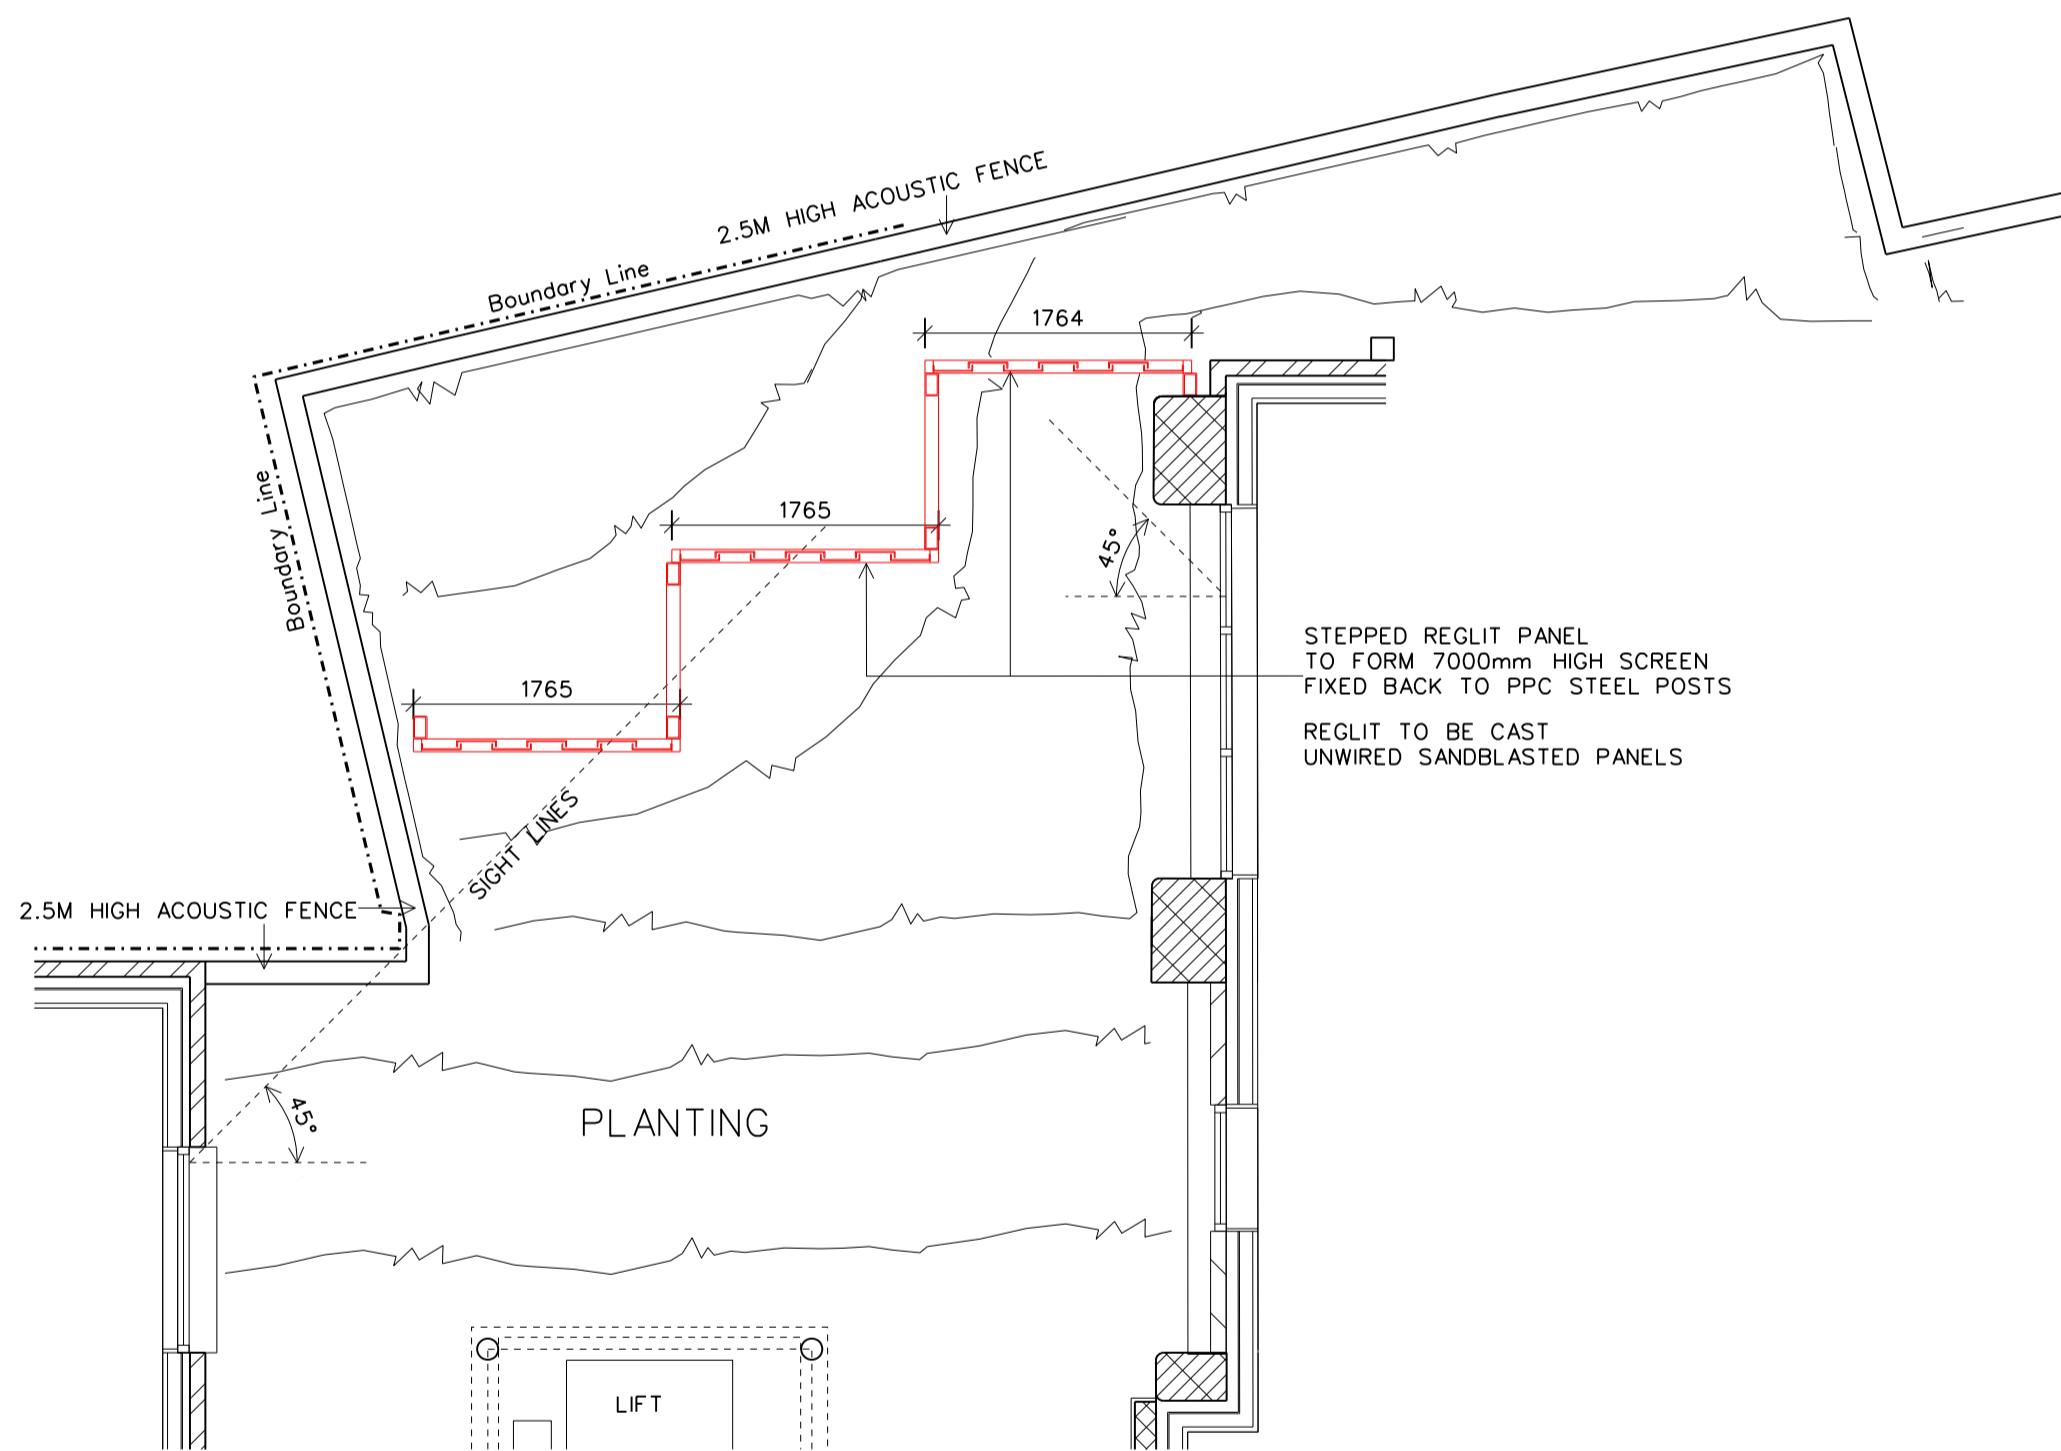 2.5M HIGH ACOUSTIC FENCE
Boundary Line
1764
Boundary Line
1765
45°
STEPPED REGLIT PANEL
TO FORM 7000mm HIGH SCREEN
FIXED BACK TO PPC STEEL POSTS
1765
REGLIT TO BE CAST
UNWIRED SANDBLASTED PANELS
SIGHT LINES
2.5M HIGH ACOUSTIC FENCE
45°
PLANTING
LIFT